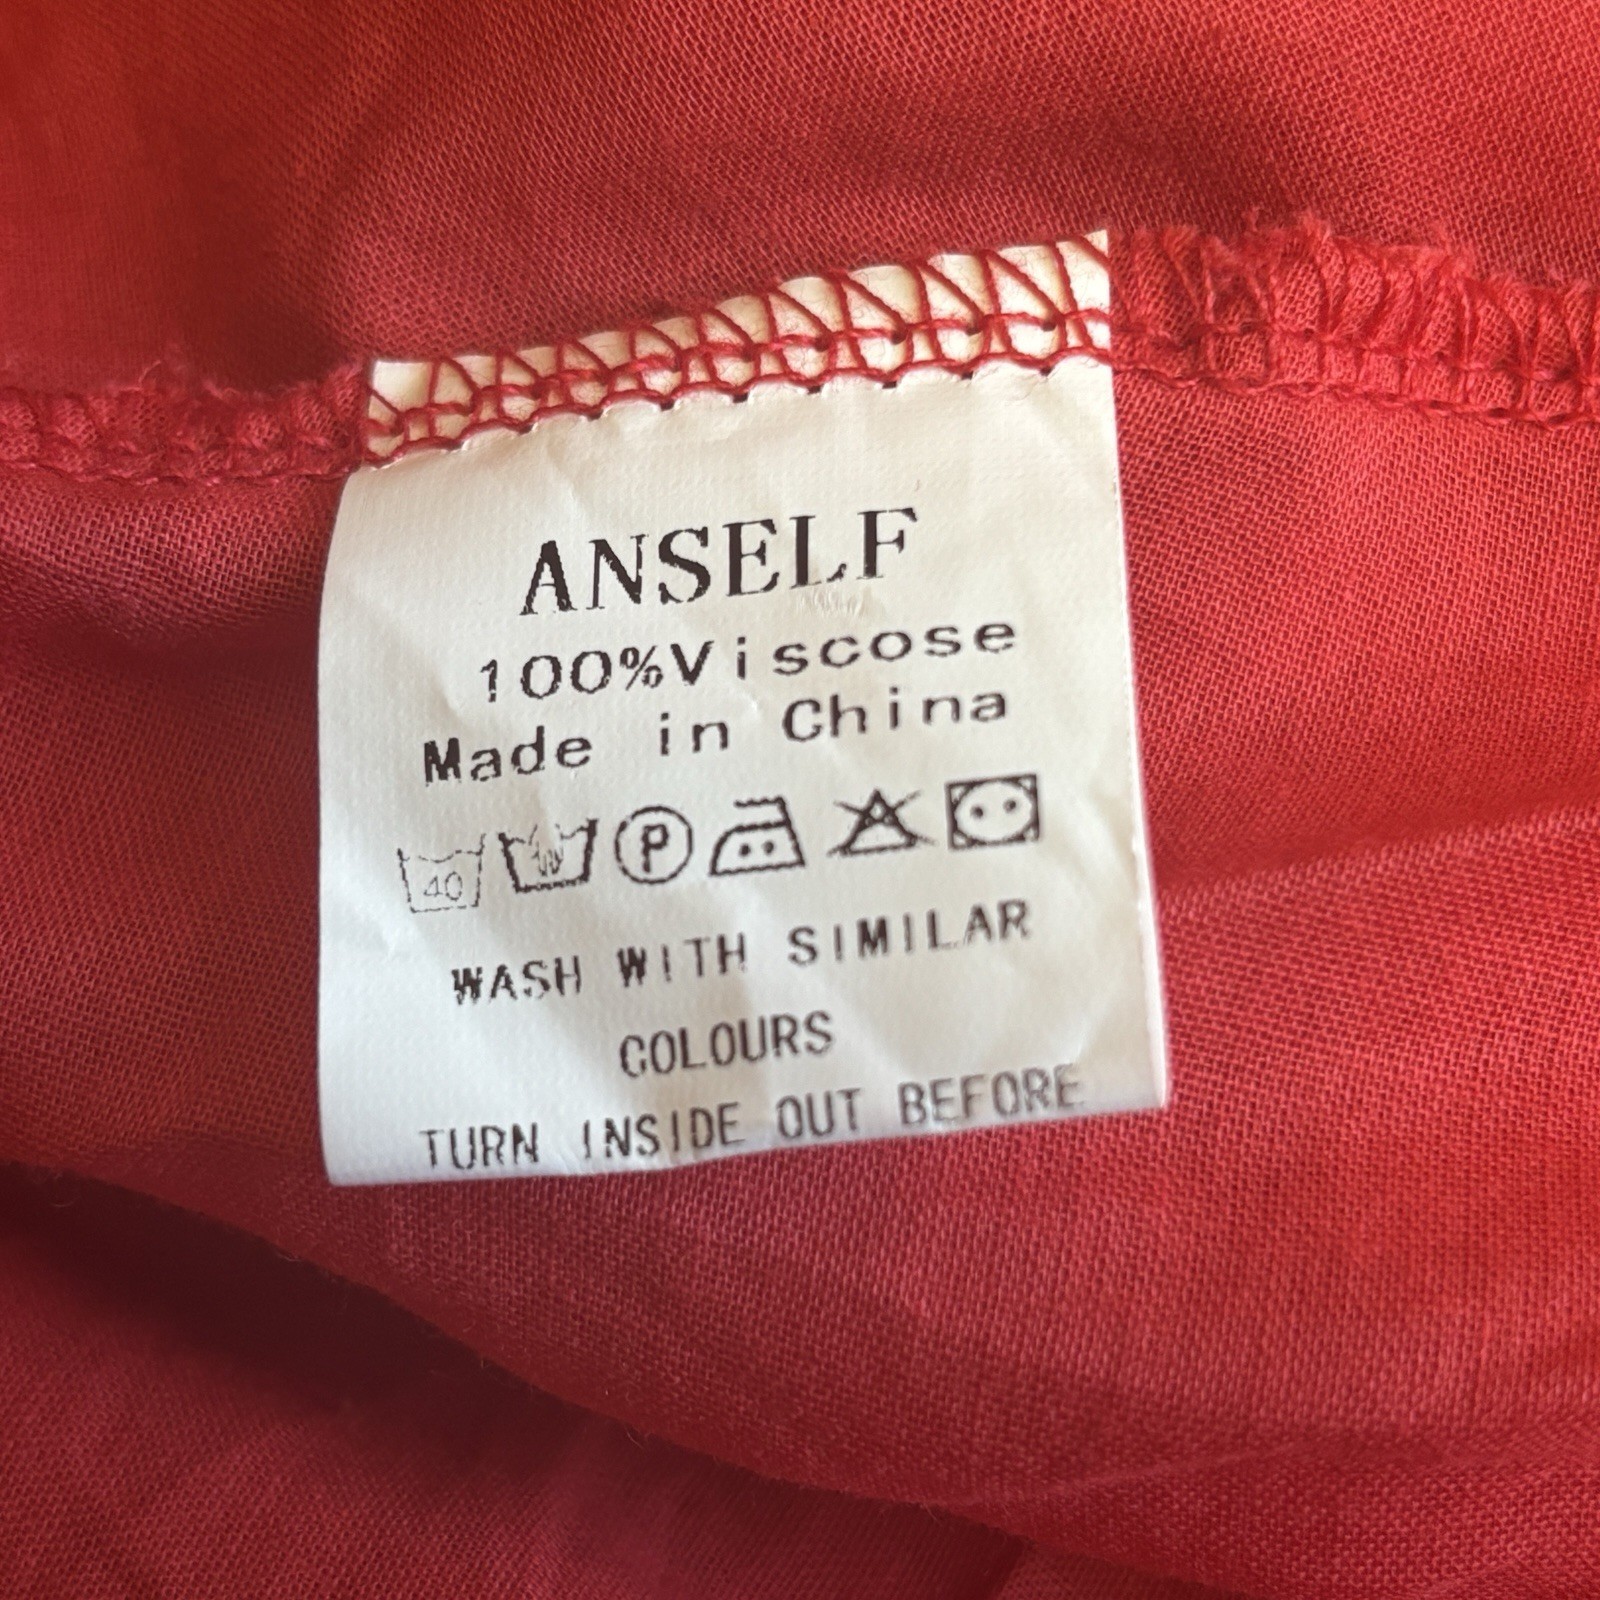 ANSELF
100%Viscose
Made in China
40 P
WASH WITH SIMILAR
COLOURS
TURN INSIDE OUT BEFORE